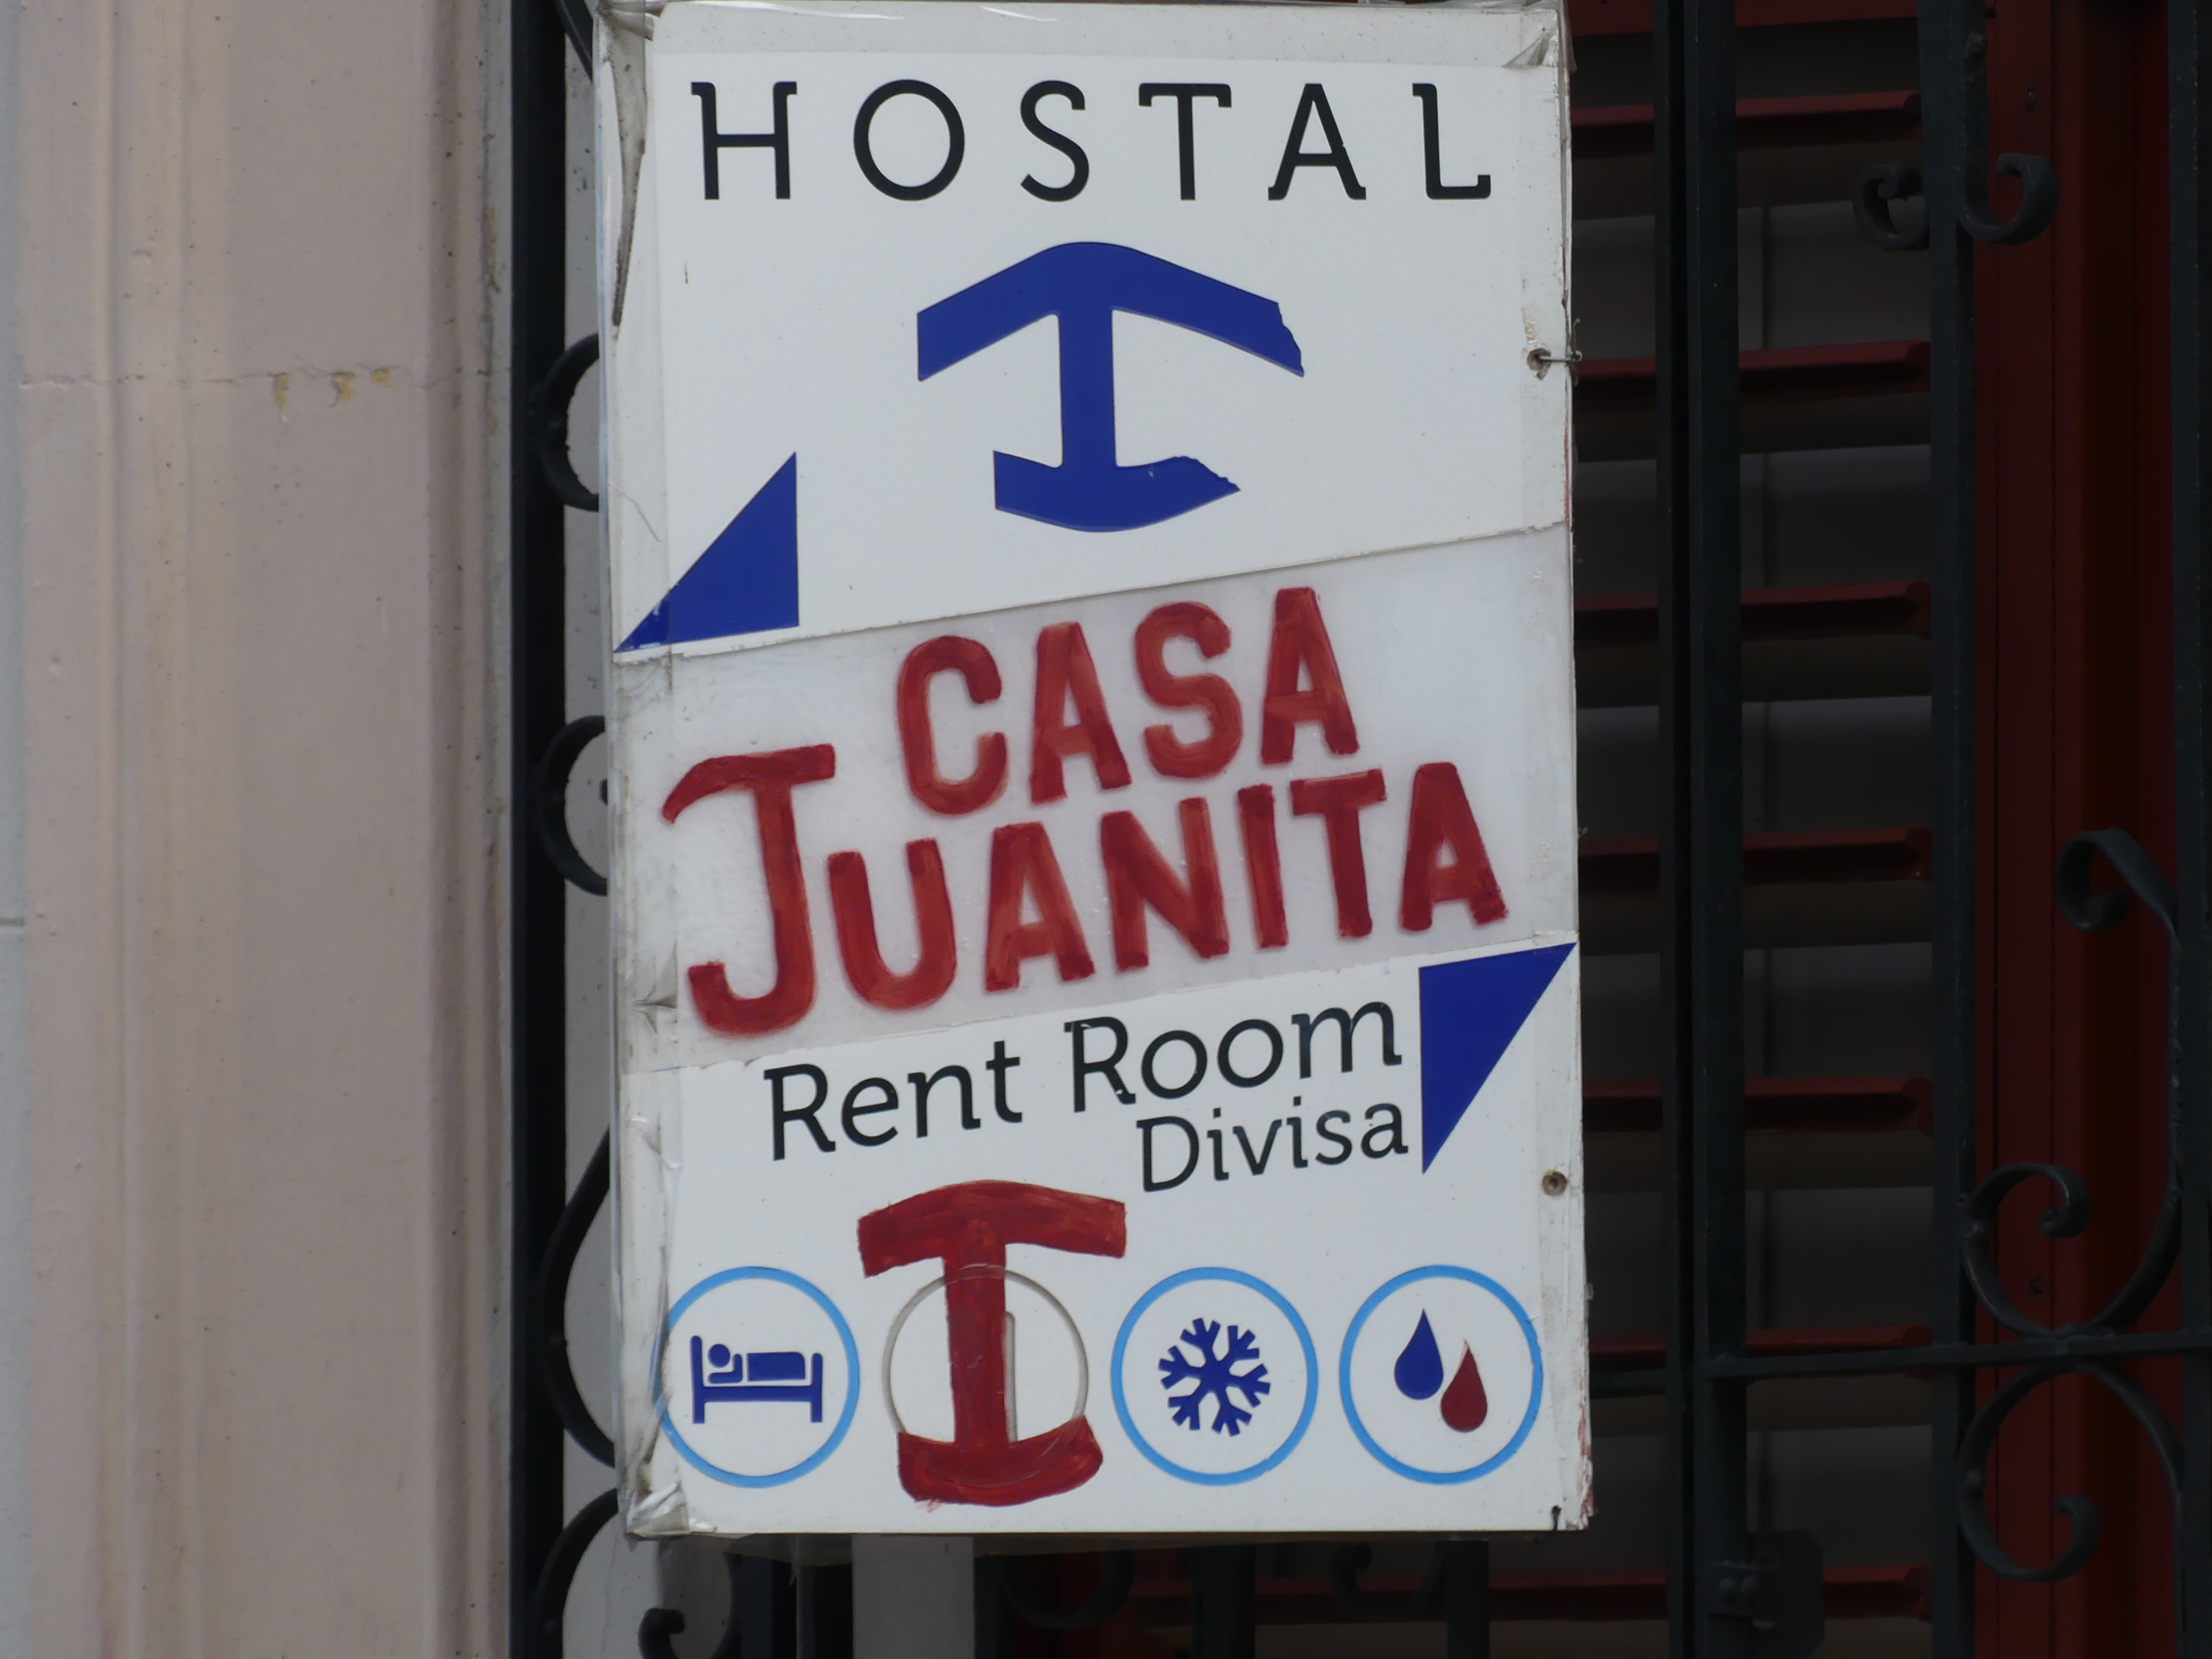 HOSTAL
CASA
JUANITA
Rent Room
Divisa